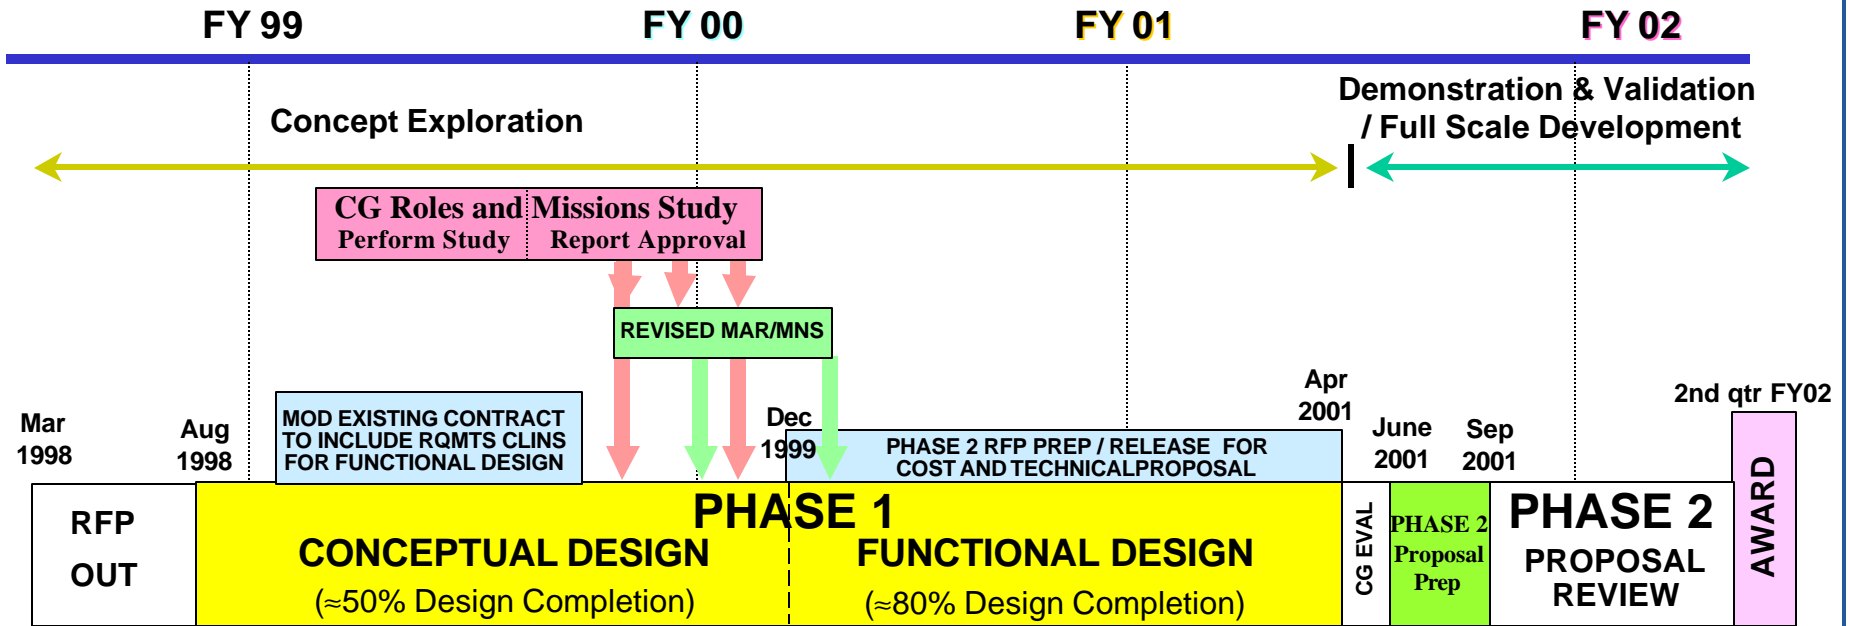 FY 99
FY 00
FY 01
FY 02
Concept Exploration
Demonstration & Validation
/ Full Scale Development
CG Roles and Missions Study
Perform Study
Report Approval
REVISED MAR/MNS
Mar
1998
Aug
1998
MOD EXISTING CONTRACT
TO INCLUDE RQMTS CLINS
FOR FUNCTIONAL DESIGN
Dec
1999
PHASE 2 RFP PREP / RELEASE FOR
COST AND TECHNICALPROPOSAL
Apr
2001
June
2001
Sep
2001
2nd qtr FY02
RFP
OUT
PHASE 1
CONCEPTUAL DESIGN
(≈50% Design Completion)
FUNCTIONAL DESIGN
(≈80% Design Completion)
CG EVAL
PHASE 2
Proposal
Prep
PHASE 2
PROPOSAL
REVIEW
AWARD